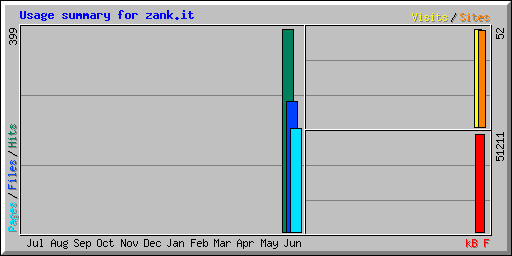 Usage summary for zank.it
Visits/Sites
399
52
Pages/Files/Hits
51211
Jul Aug Sep Oct Nov Dec Jan Feb Mar Apr May Jun
kB F